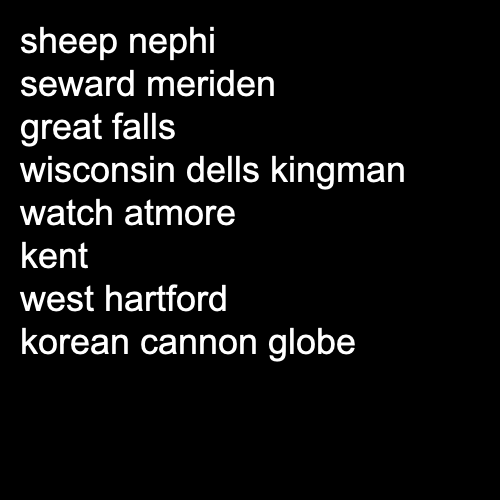 sheep nephi
seward meriden
great falls
wisconsin dells kingman
watch atmore
kent
west hartford
korean cannon globe